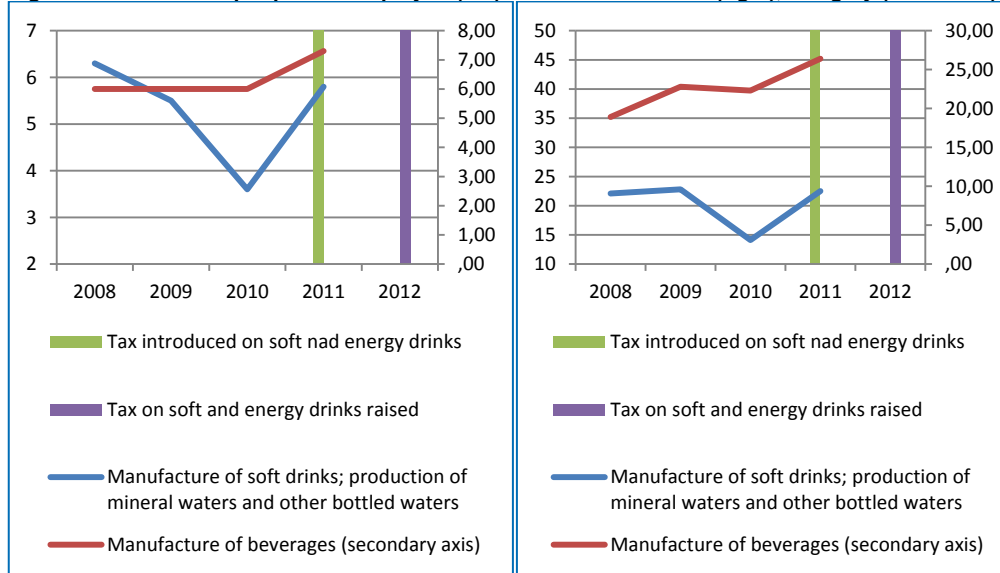 7
6
5
4
3
2
8,00
7,00
6,00
5,00
4,00
3,00
2,00
1,00
,00
2008 2009 2010 2011 2012
Tax introduced on soft nad energy drinks
Tax on soft and energy drinks raised
Manufacture of soft drinks; production of
mineral waters and other bottled waters
Manufacture of beverages (secondary axis)
50
45
40
35
30
25
20
15
10
30,00
25,00
20,00
15,00
10,00
5,00
,00
2008 2009 2010 2011 2012
Tax introduced on soft nad energy drinks
Tax on soft and energy drinks raised
Manufacture of soft drinks; production of
mineral waters and other bottled waters
Manufacture of beverages (secondary axis)